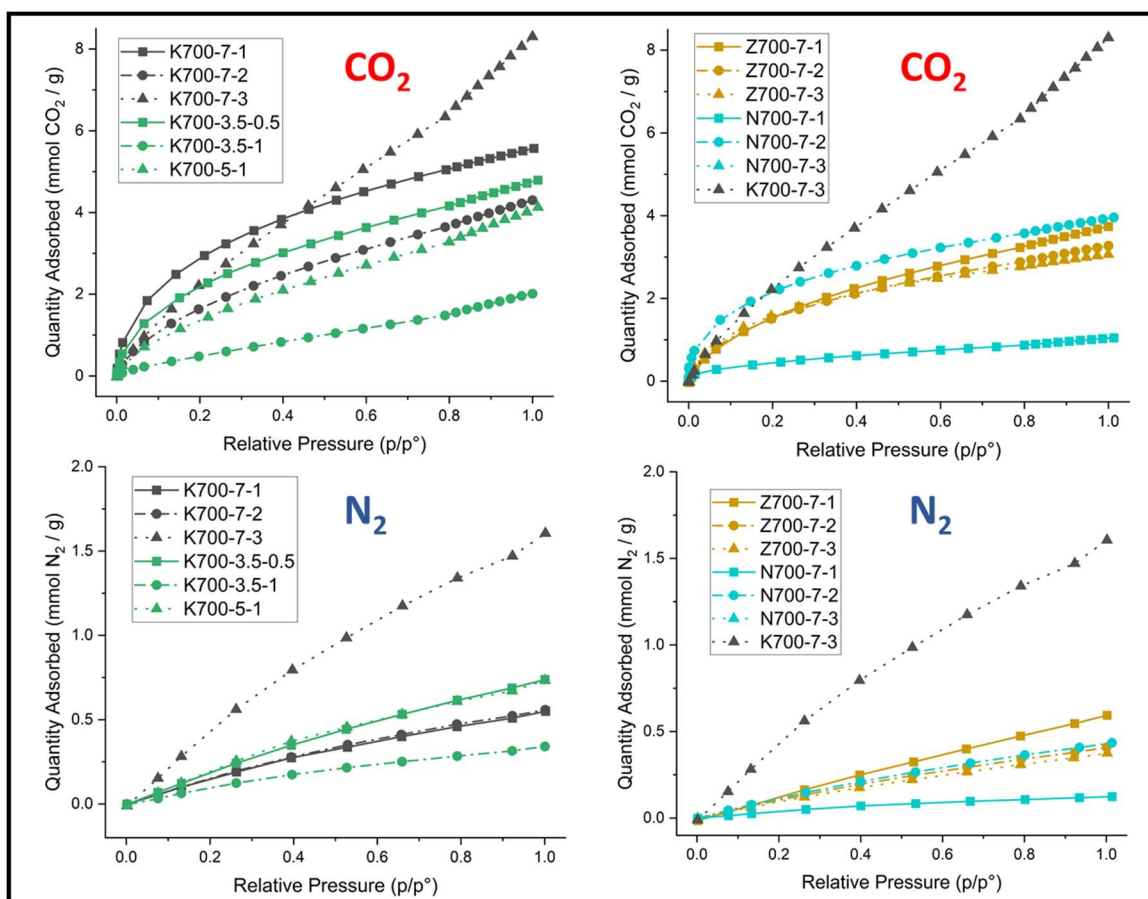 CO₂
K700-7-1
K700-7-2
K700-7-3
K700-3.5-0.5
K700-3.5-1
K700-5-1
Quantity Adsorbed (mmol CO₂ / g)
8
6
4
2
0
0.0 0.2 0.4 0.6 0.8 1.0
Relative Pressure (p/p°)
CO₂
Z700-7-1
Z700-7-2
Z700-7-3
N700-7-1
N700-7-2
N700-7-3
K700-7-3
Quantity Adsorbed (mmol CO₂ / g)
8
6
4
2
0
0.0 0.2 0.4 0.6 0.8 1.0
Relative Pressure (p/p°)
N₂
K700-7-1
K700-7-2
K700-7-3
K700-3.5-0.5
K700-3.5-1
K700-5-1
Quantity Adsorbed (mmol N₂ / g)
2.0
1.5
1.0
0.5
0.0
0.0 0.2 0.4 0.6 0.8 1.0
Relative Pressure (p/p°)
N₂
Z700-7-1
Z700-7-2
Z700-7-3
N700-7-1
N700-7-2
N700-7-3
K700-7-3
Quantity Adsorbed (mmol N₂ / g)
2.0
1.5
1.0
0.5
0.0
0.0 0.2 0.4 0.6 0.8 1.0
Relative Pressure (p/p°)